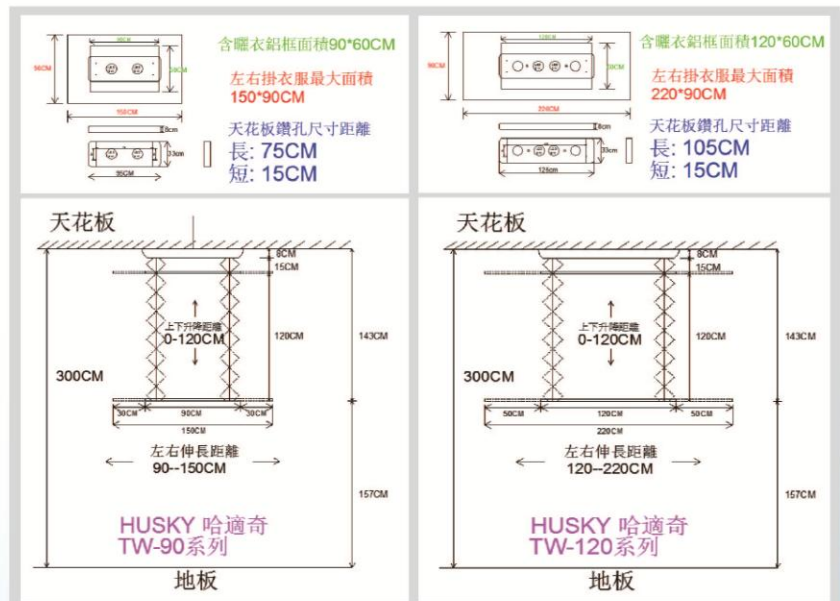 90CM
含曬衣鋁框面積90*60CM
90CM
左右掛衣服最大面積
150*90CM
150CM
8cm
天花板鑽孔尺寸距離
長: 75CM
短: 15CM
33cm
95CM
120CM
含曬衣鋁框面積120*60CM
90CM
左右掛衣服最大面積
220*90CM
220CM
8cm
天花板鑽孔尺寸距離
長: 105CM
短: 15CM
33cm
126cm
天花板
8CM
15CM
上下升降距離
0-120CM
120CM
143CM
300CM
30CM
90CM
30CM
150CM
左右伸長距離
90--150CM
157CM
HUSKY 哈適奇
TW-90系列
地板
天花板
8CM
15CM
上下升降距離
0-120CM
120CM
143CM
300CM
50CM
120CM
50CM
220CM
左右伸長距離
120--220CM
157CM
HUSKY 哈適奇
TW-120系列
地板